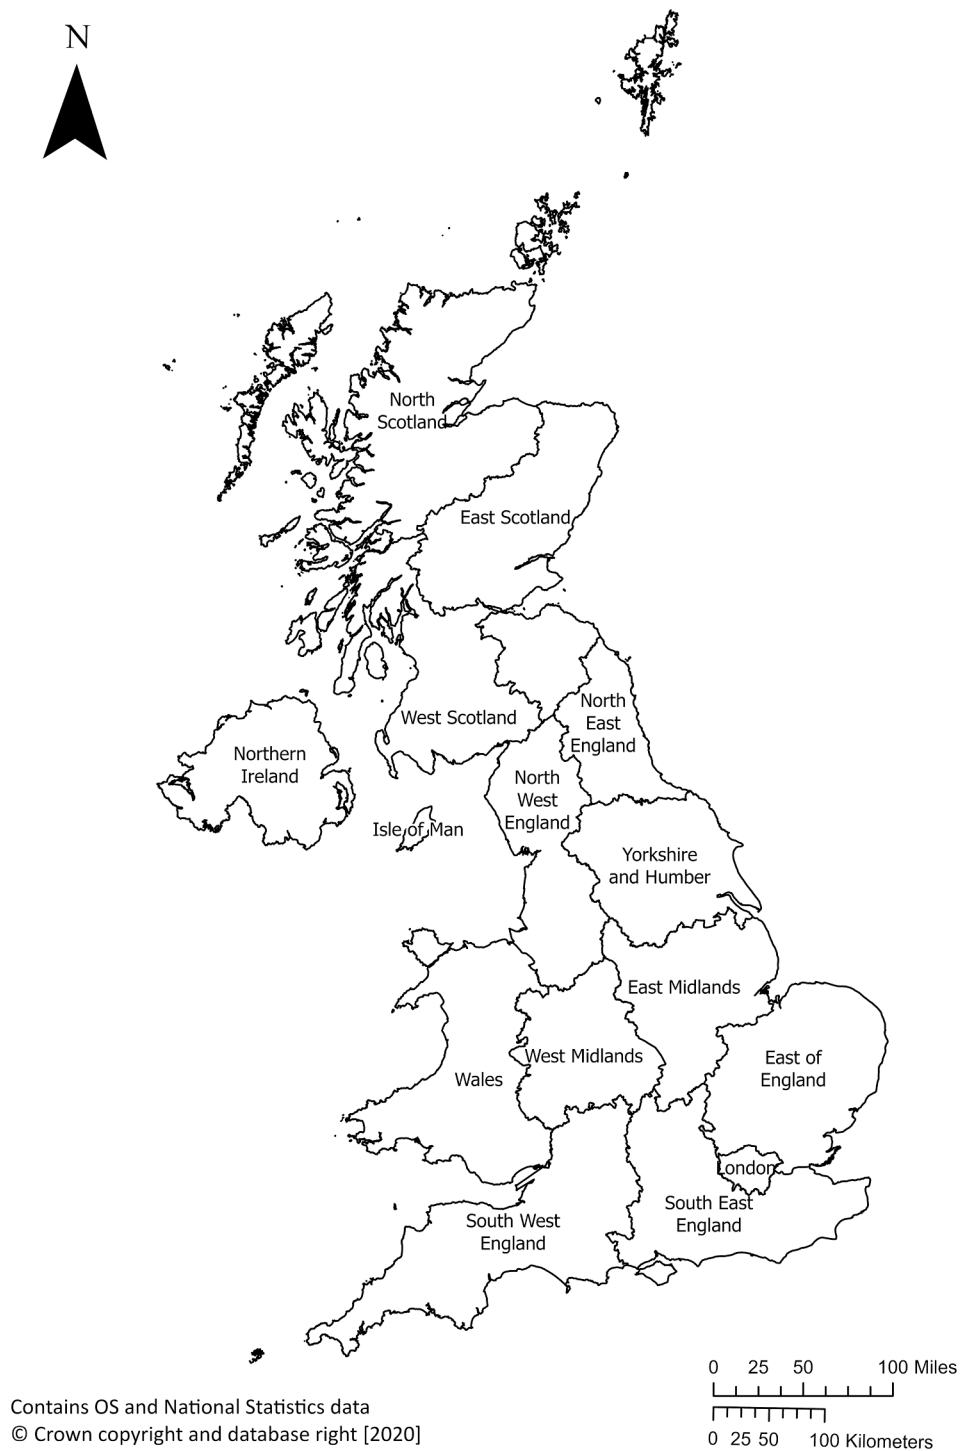 N
North
Scotland
East Scotland
West Scotland
North
East
England
Northern
Ireland
North
West
England
Isle of Man
Yorkshire
and Humber
East Midlands
West Midlands
East of
England
Wales
London
South East
England
South West
England
0 25 50 100 Miles
0 25 50 100 Kilometers
Contains OS and National Statistics data
© Crown copyright and database right [2020]